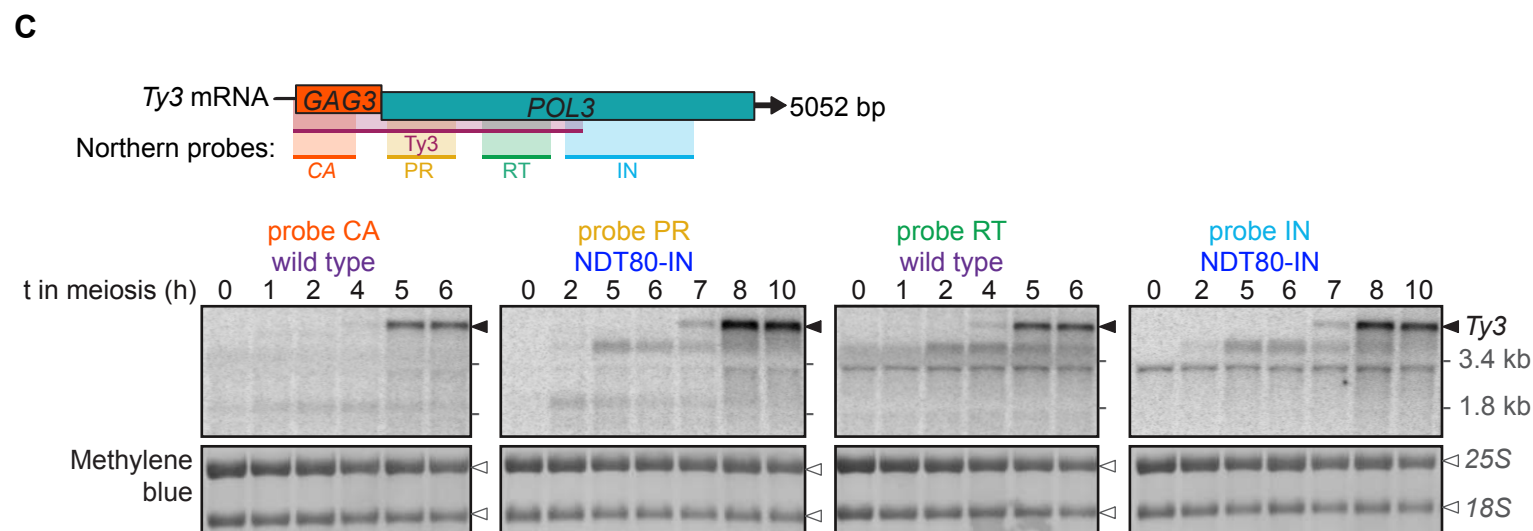 C
Ty3 mRNA GAG3 POL3 5052 bp
Northern probes: Ty3
CA PR RT IN
probe CA probe PR probe RT probe IN
wild type NDT80-IN wild type NDT80-IN
t in meiosis (h) 0 1 2 4 5 6 0 2 5 6 7 8 10 0 1 2 4 5 6 0 2 5 6 7 8 10
Ty3
3.4 kb
1.8 kb
Methylene 25S
blue 18S